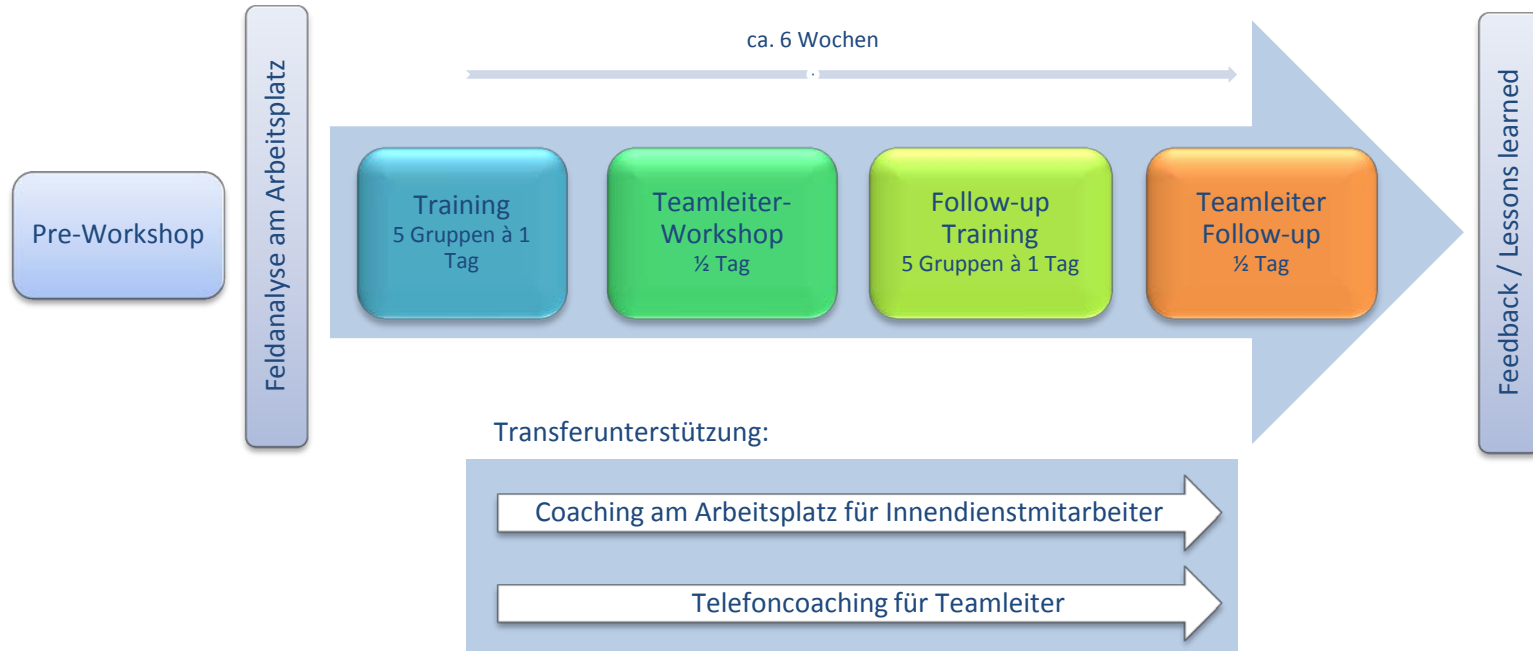 ca. 6 Wochen
Pre-Workshop
Feldanalyse am Arbeitsplatz
Training
5 Gruppen à 1
Tag
Teamleiter-
Workshop
½ Tag
Follow-up
Training
5 Gruppen à 1 Tag
Teamleiter
Follow-up
½ Tag
Feedback / Lessons learned
Transferunterstützung:
Coaching am Arbeitsplatz für Innendienstmitarbeiter
Telefoncoaching für Teamleiter